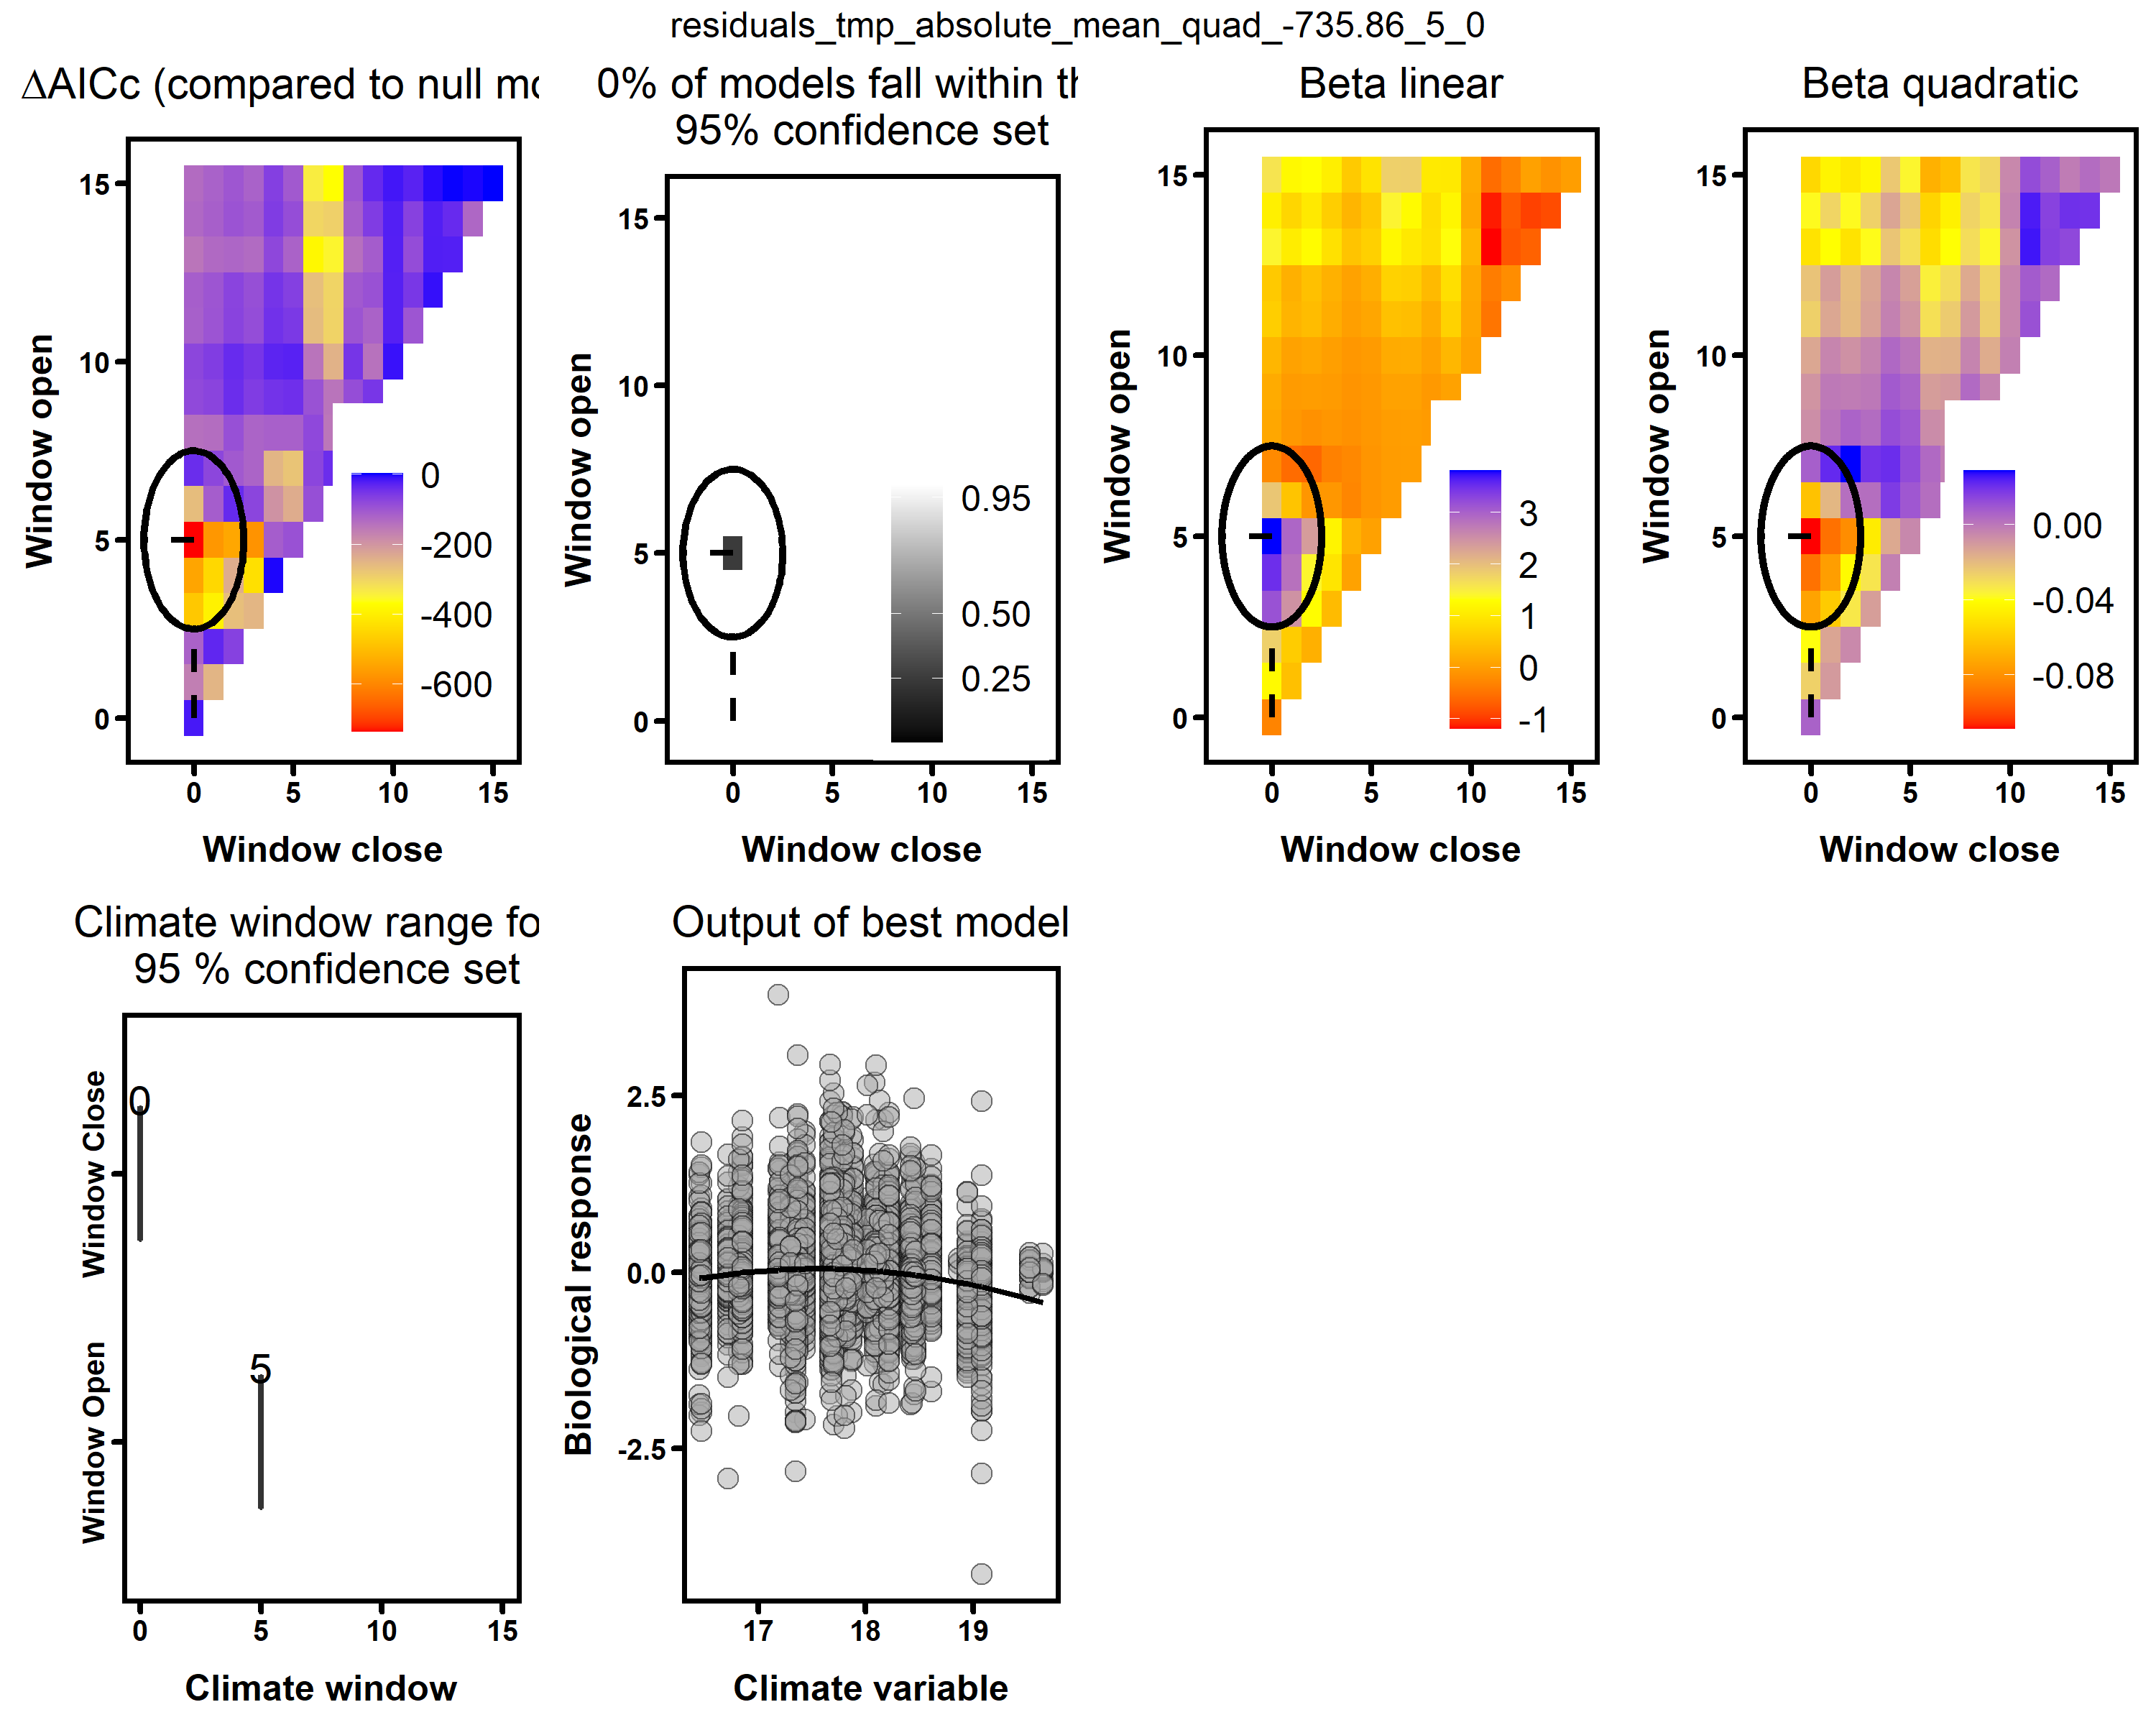 residuals_tmp_absolute_mean_quad_-735.86_5_0
ΔAICc (compared to null mo
15
10
5
0
0
-200
-400
-600
0 5 10 15
Window open
Window close
0% of models fall within th
95% confidence set
15
10
5
0
0.95
0.50
0.25
0 5 10 15
Window open
Window close
Beta linear
15
10
5
0
3
2
1
0
-1
0 5 10 15
Window open
Window close
Beta quadratic
15
10
5
0
0.00
-0.04
-0.08
0 5 10 15
Window open
Window close
Climate window range fo
95 % confidence set
Window Close
Window Open
0
5
0 5 10 15
Climate window
Output of best model
Biological response
2.5
0.0
-2.5
17 18 19
Climate variable